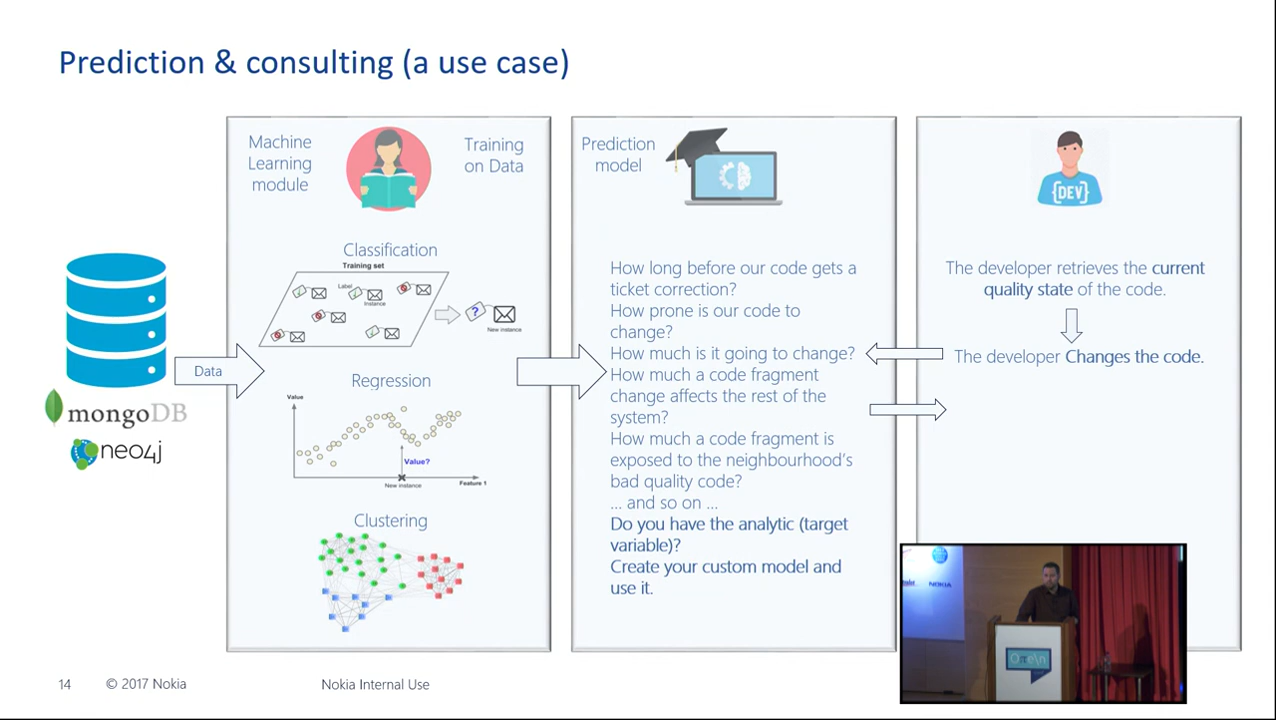 Prediction & consulting (a use case)
Machine
Learning
module
Training
on Data
Classification
Training set
Label
Instance
?
New instance
Regression
Value
Value?
New instance
Feature 1
Clustering
Data
mongoDB
neo4j
Prediction
model
How long before our code gets a
ticket correction?
How prone is our code to
change?
How much is it going to change?
How much a code fragment
change affects the rest of the
system?
How much a code fragment is
exposed to the neighbourhood's
bad quality code?
... and so on ...
Do you have the analytic (target
variable)?
Create your custom model and
use it.
{DEV}
The developer retrieves the current
quality state of the code.
The developer Changes the code.
NOKIA
14
© 2017 Nokia
Nokia Internal Use